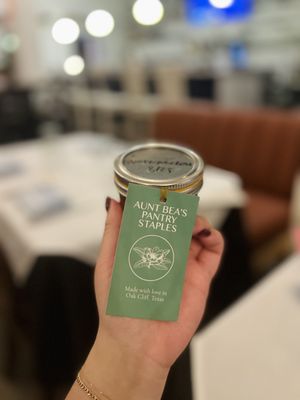 AUNT BEA'S
PANTRY
STAPLES
Made with love in
Oak Cliff, Texas